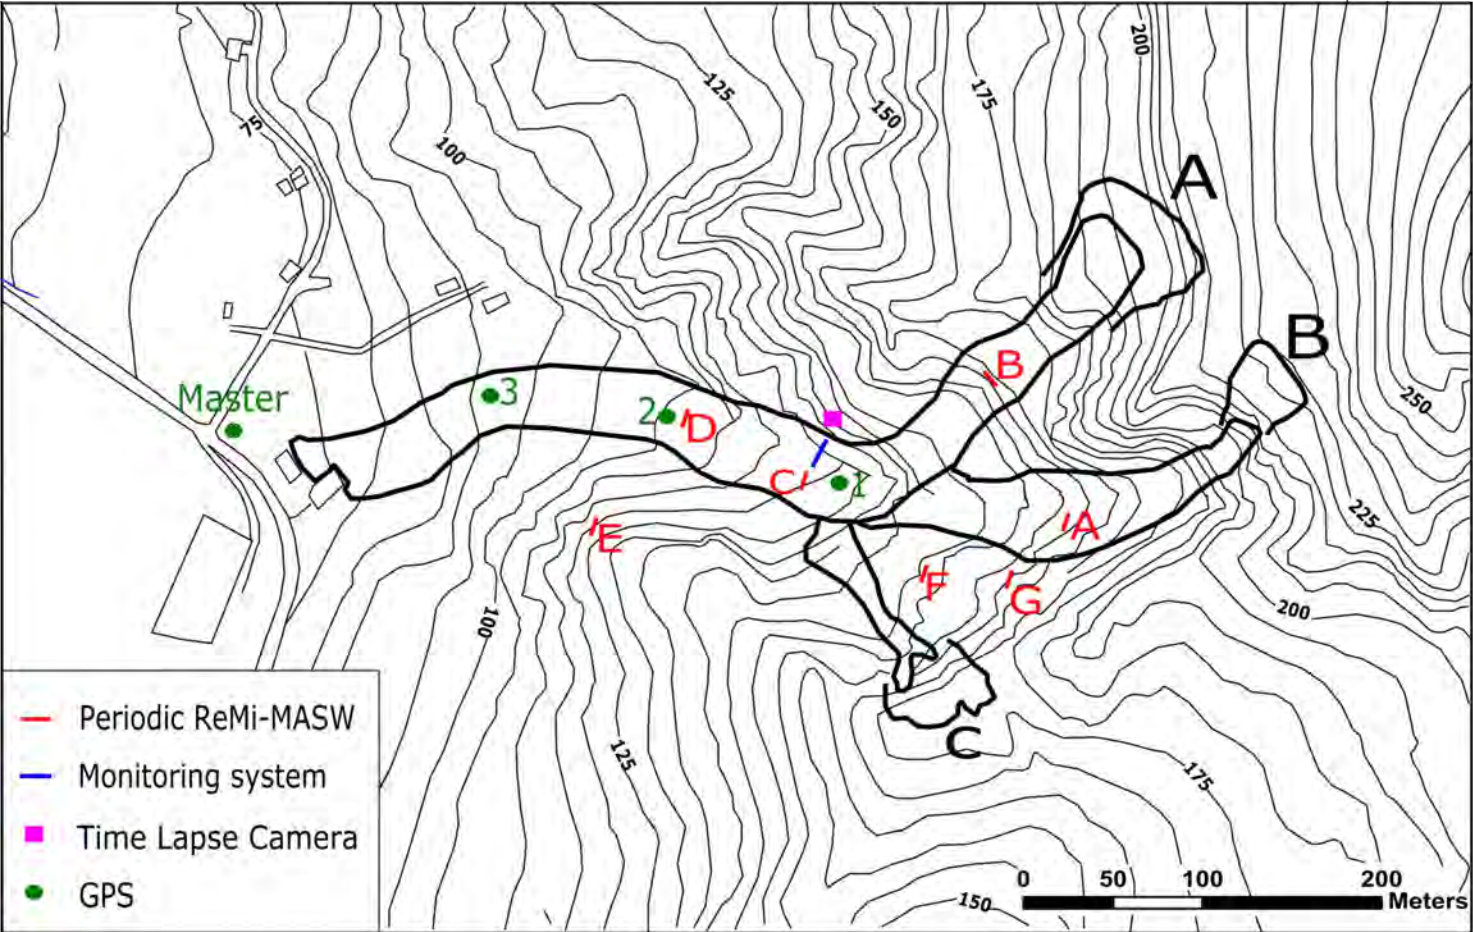 200
125
175
150
75
100
A
B
B
Master
3
2
D
250
C
1
A
225
E
F
G
200
100
C
125
175
Periodic ReMi-MASW
Monitoring system
Time Lapse Camera
GPS
0 50 100 200
Meters
150